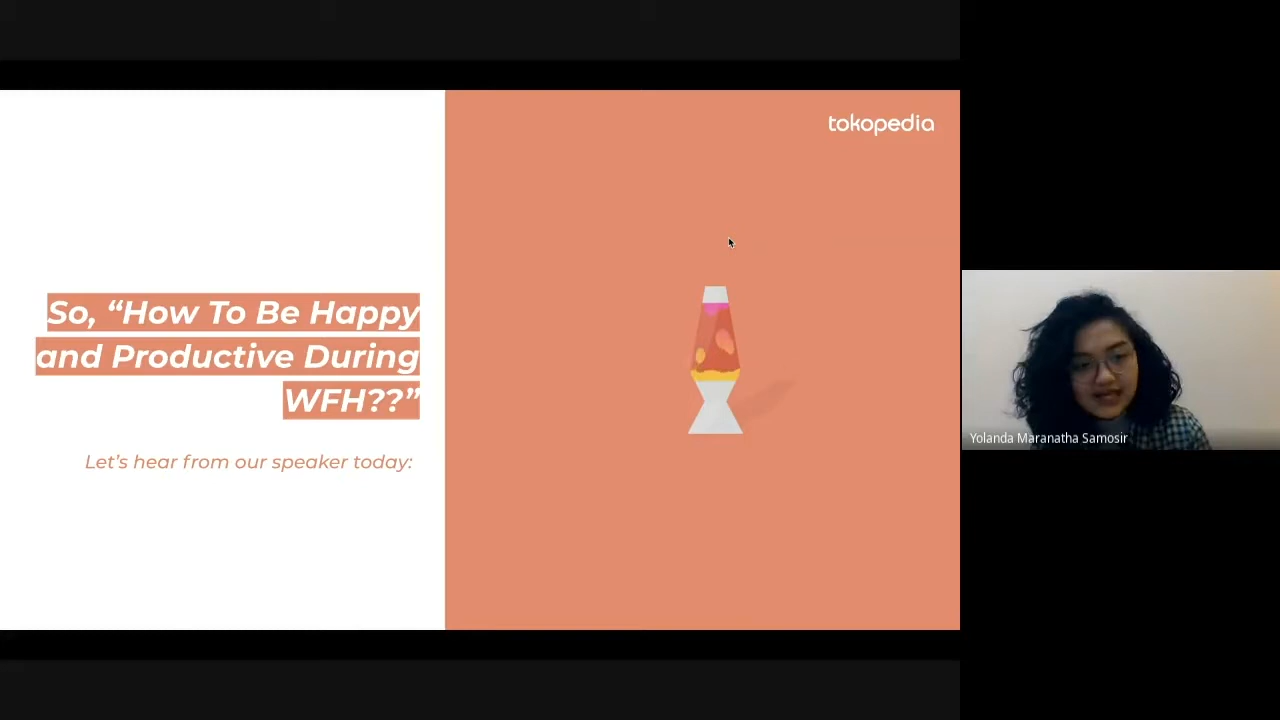 tokopedia
So, “How To Be Happy
and Productive During
WFH??”
Let’s hear from our speaker today:
Yolanda Maranatha Samosir